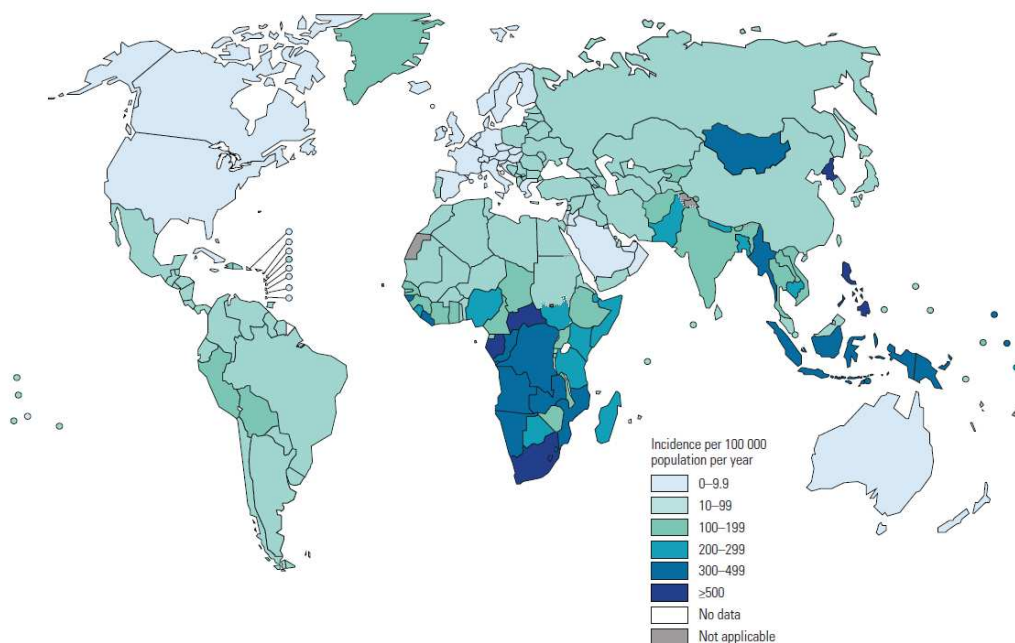 Incidence per 100 000
population per year
0–9.9
10–99
100–199
200–299
300–499
≥500
No data
Not applicable